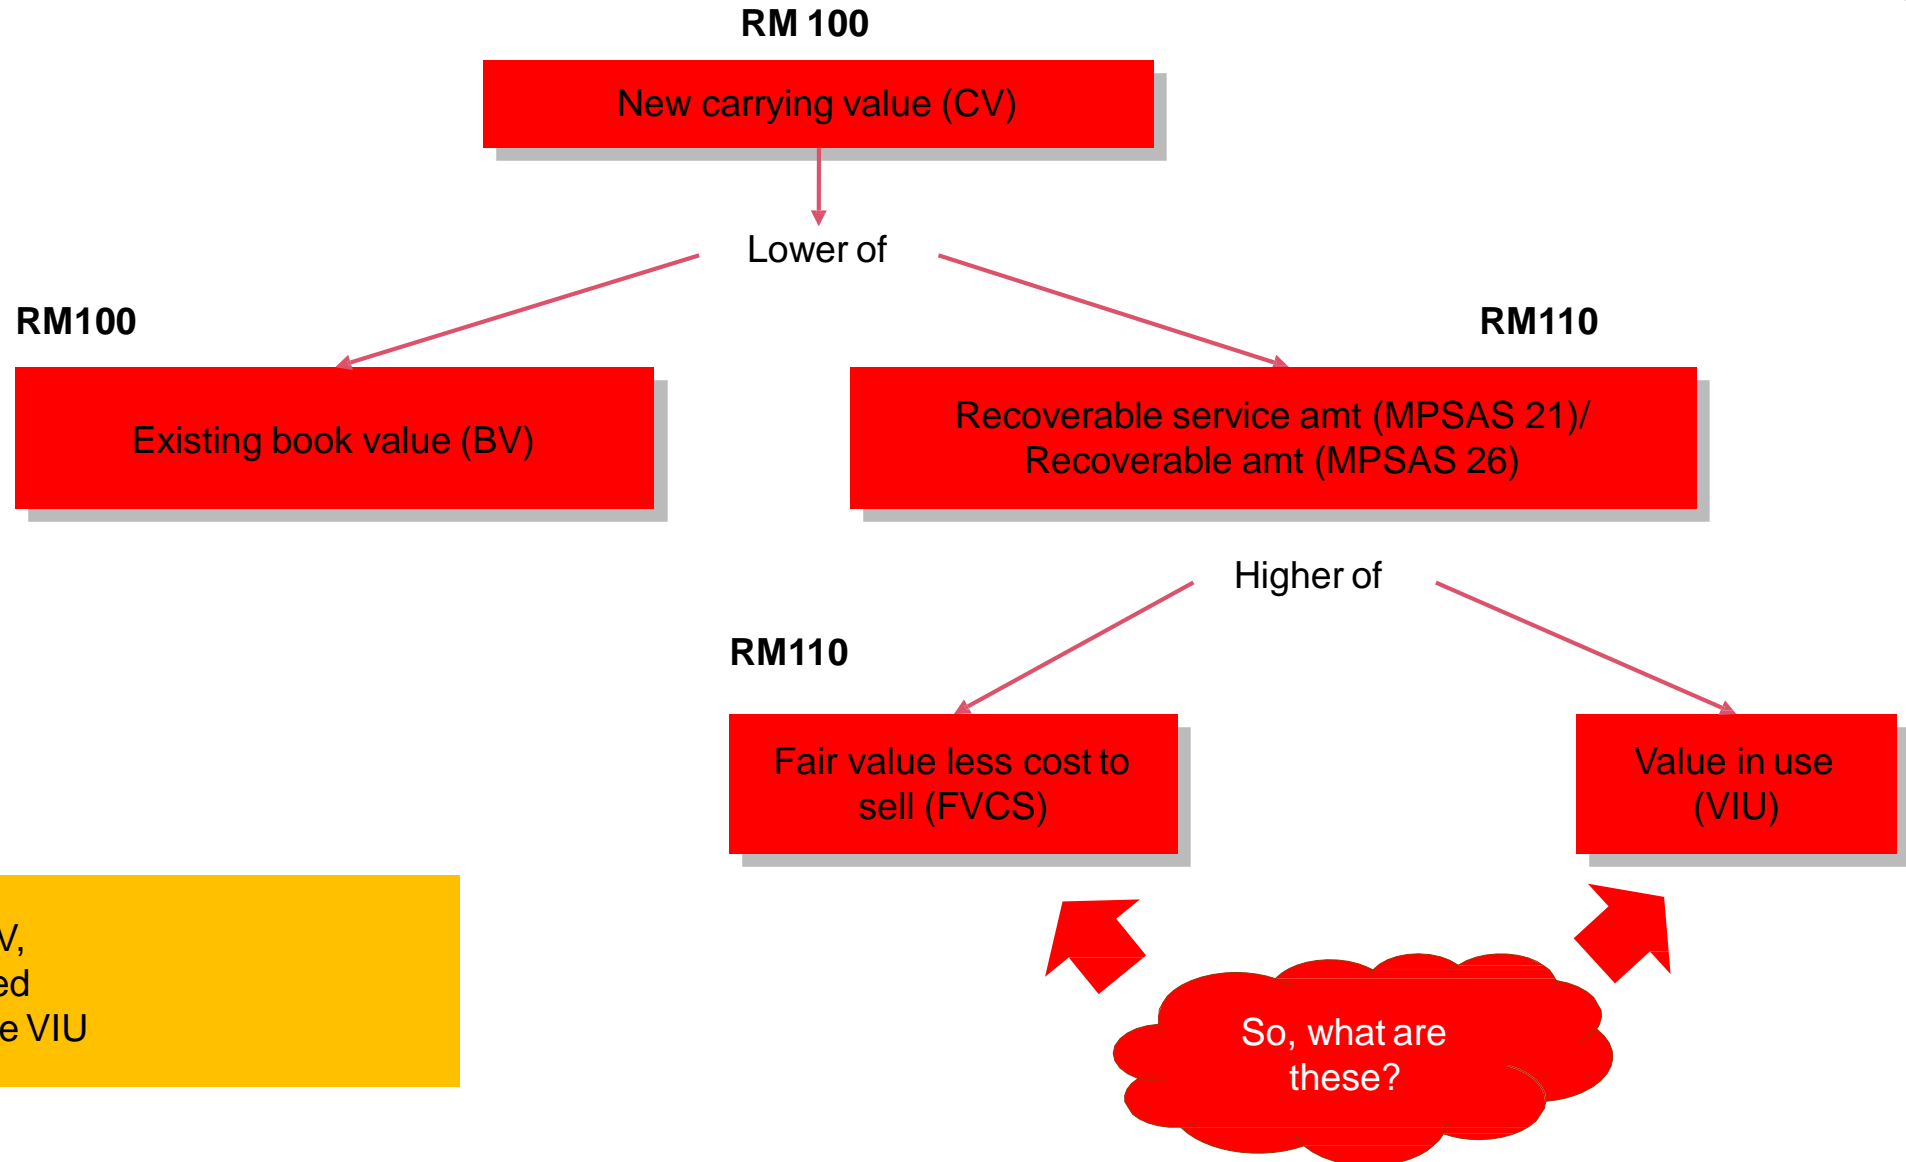 RM 100
New carrying value (CV)
Lower of
RM100
RM110
Existing book value (BV)
Recoverable service amt (MPSAS 21)/
Recoverable amt (MPSAS 26)
Higher of
RM110
Fair value less cost to
sell (FVCS)
Value in use
(VIU)
VIU
So, what are
these?